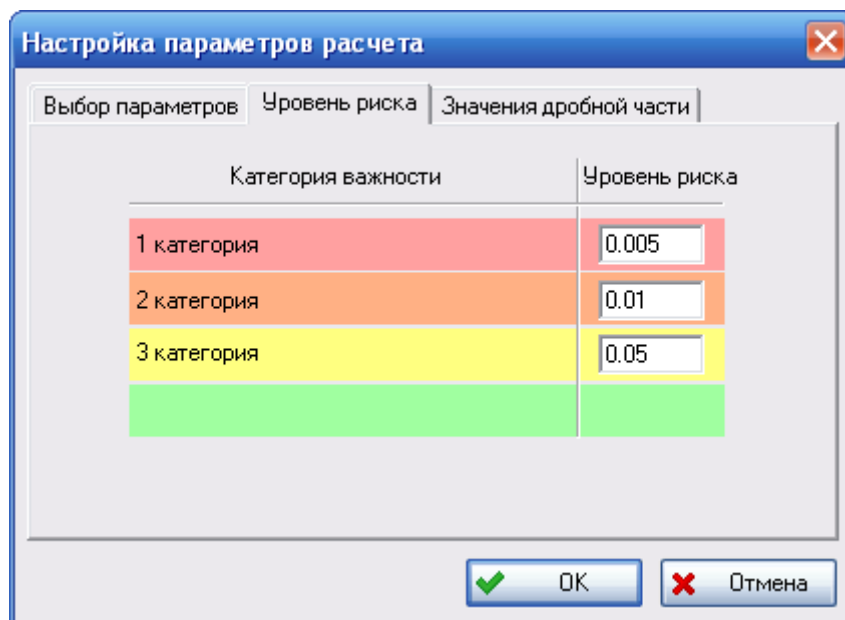 Настройка параметров расчета
Выбор параметров Уровень риска Значения дробной части
Категория важности Уровень риска
1 категория 0.005
2 категория 0.01
3 категория 0.05
OK Отмена